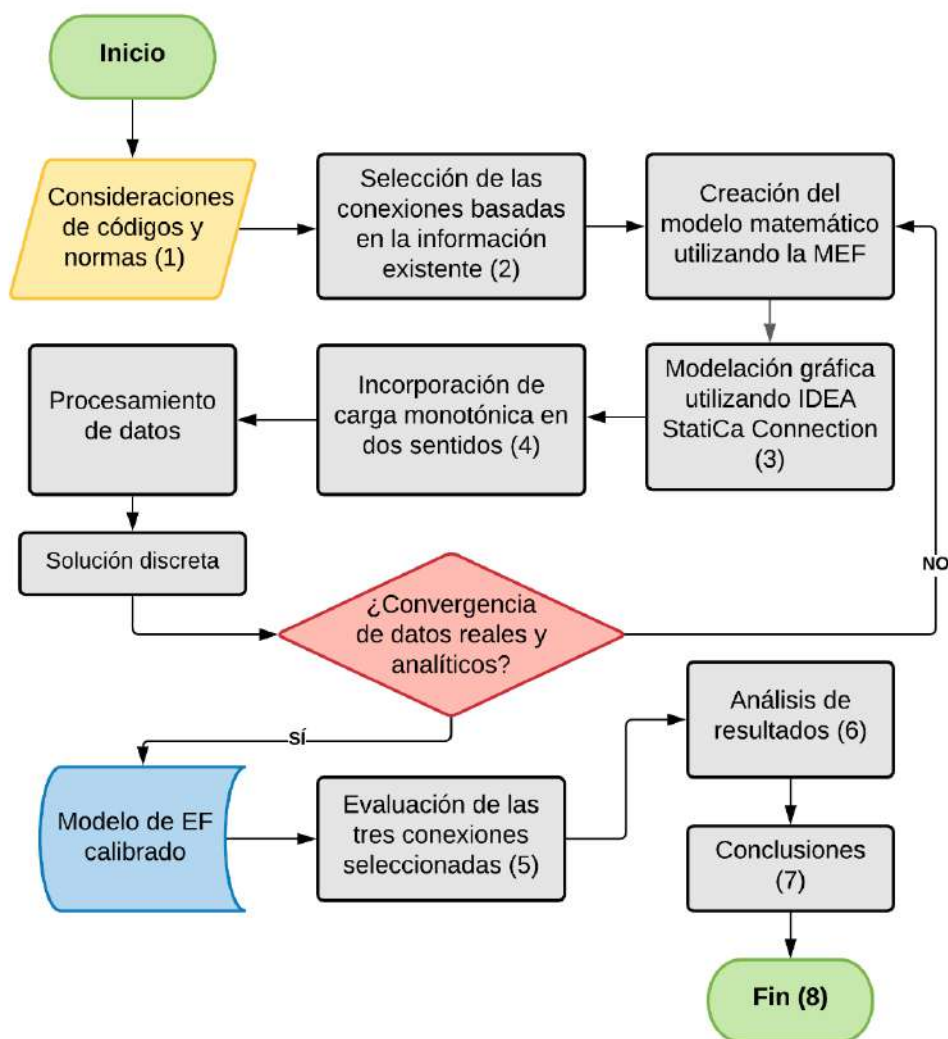 Inicio
Consideraciones
de códigos y
normas (1)
Selección de las
conexiones basadas
en la información
existente (2)
Creación del
modelo matemático
utilizando la MEF
Modelación gráfica
utilizando IDEA
StatiCa Connection
(3)
Incorporación de
carga monotónica en
dos sentidos (4)
Procesamiento
de datos
Solución discreta
¿Convergencia
de datos reales y
analíticos?
NO
SÍ
Modelo de EF
calibrado
Evaluación de las
tres conexiones
seleccionadas (5)
Análisis de
resultados (6)
Conclusiones
(7)
Fin (8)